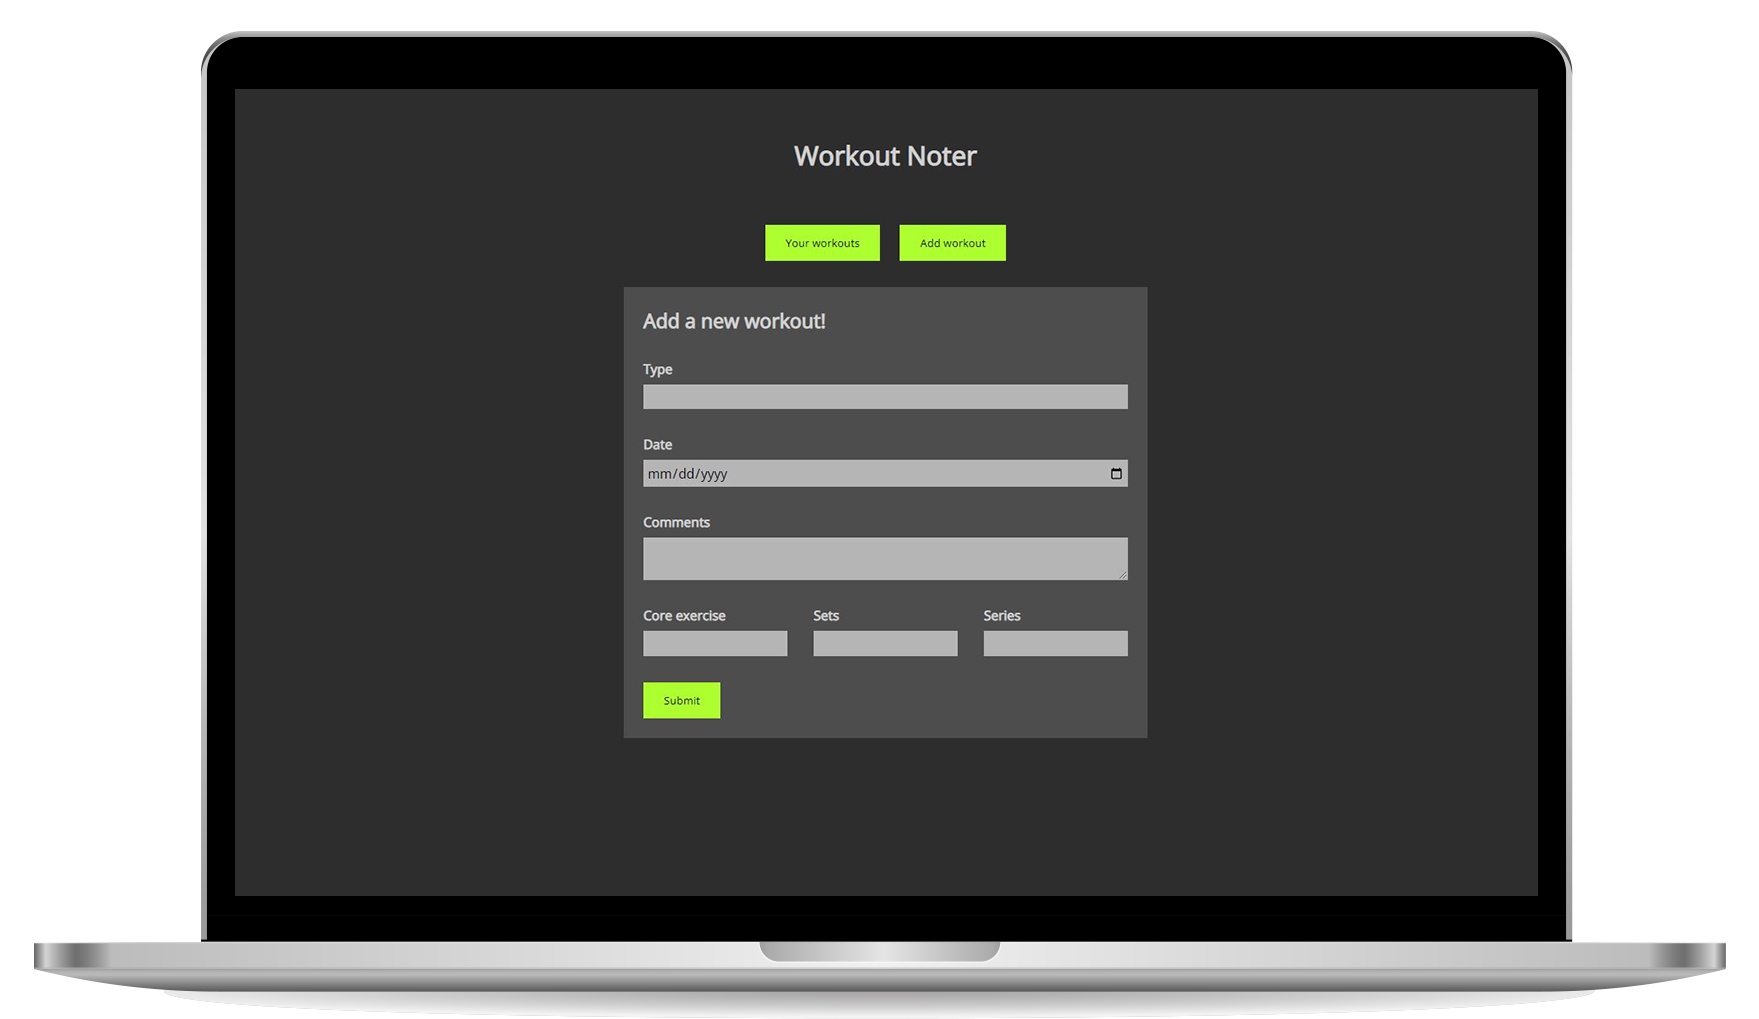 Workout Noter
Your workouts Add workout
Add a new workout!
Type
Date
mm/dd/yyyy
Comments
Core exercise Sets Series
Submit